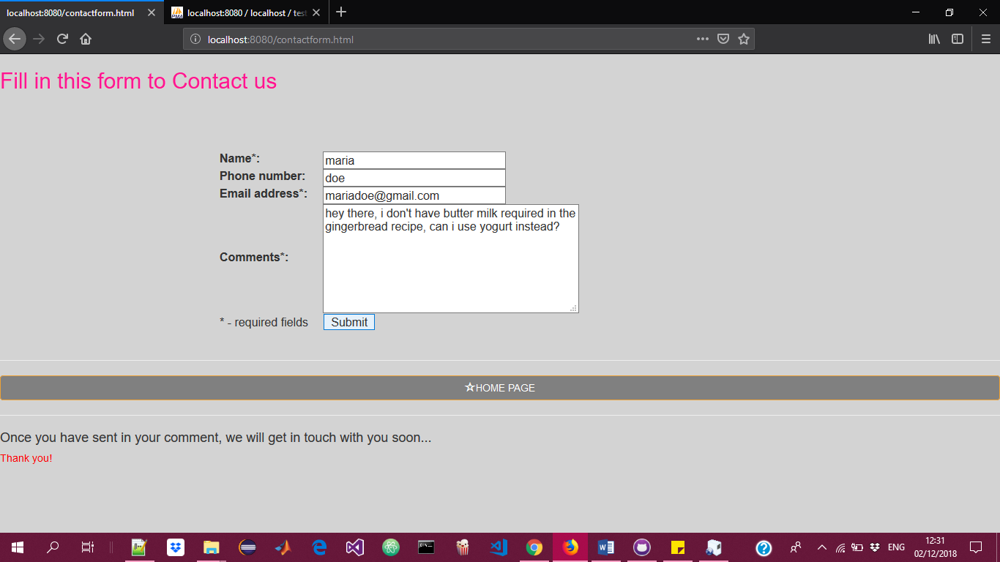 localhost:8080/contactform.html
localhost:8080 / localhost / test
localhost:8080/contactform.html
Fill in this form to Contact us
Name*: maria
Phone number: doe
Email address*: mariadoe@gmail.com
hey there, i don't have butter milk required in the
gingerbread recipe, can i use yogurt instead?
Comments*:
* - required fields Submit
☆HOME PAGE
Once you have sent in your comment, we will get in touch with you soon...
Thank you!
ENG
12:31
02/12/2018